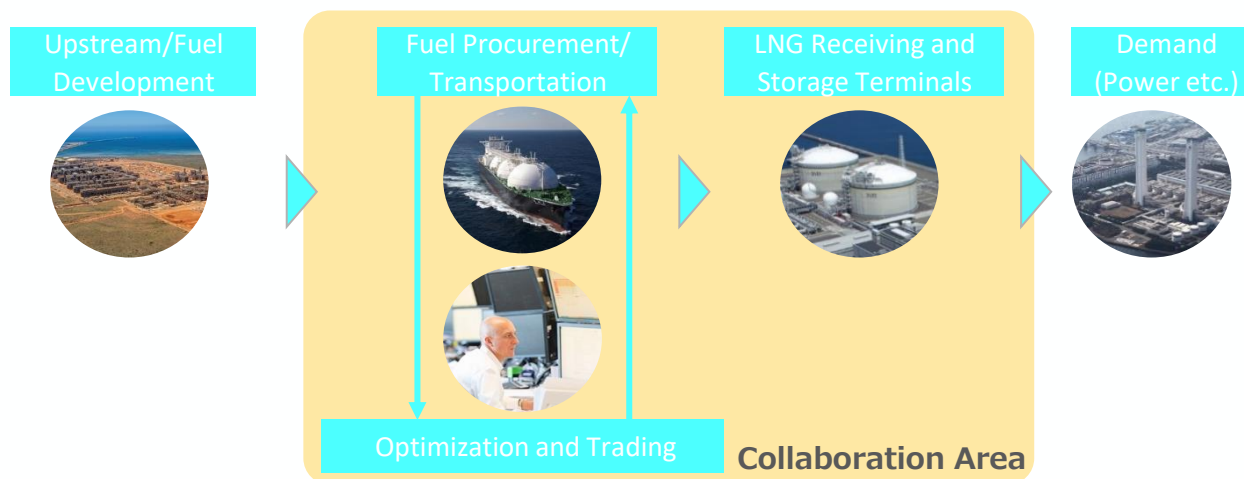 Upstream/Fuel
Development
Fuel Procurement/
Transportation
LNG Receiving and
Storage Terminals
Demand
(Power etc.)
Optimization and Trading
Collaboration Area